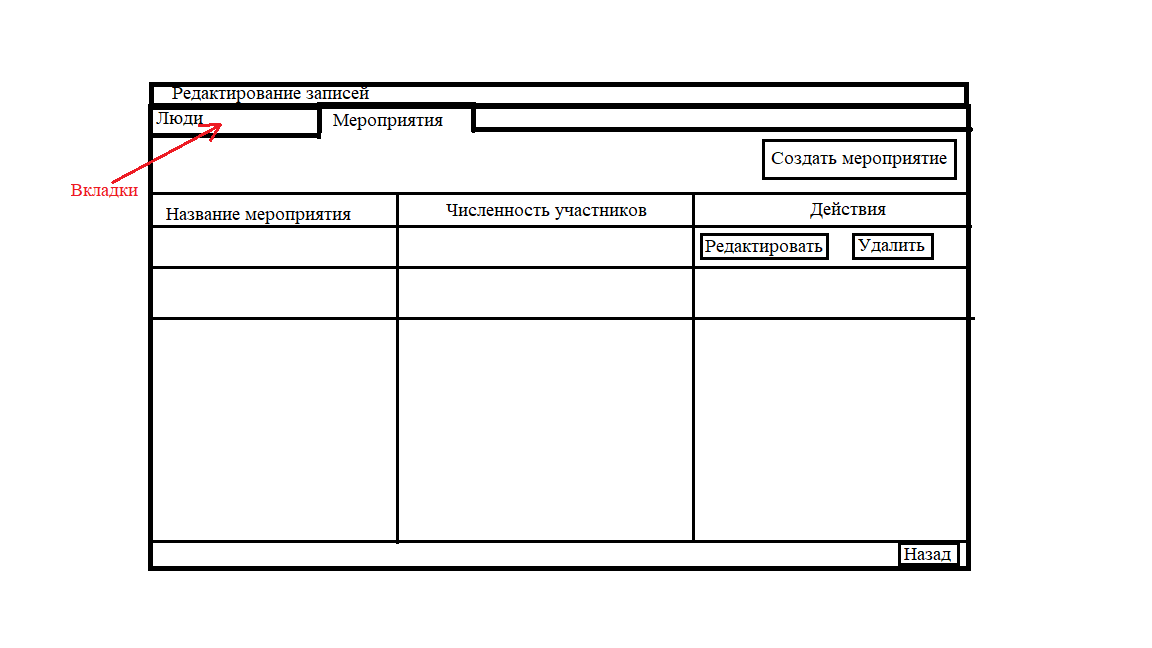 Редактирование записей
Люди
Мероприятия
Создать мероприятие
Вкладки
Название мероприятия
Численность участников
Действия
Редактировать
Удалить
Назад